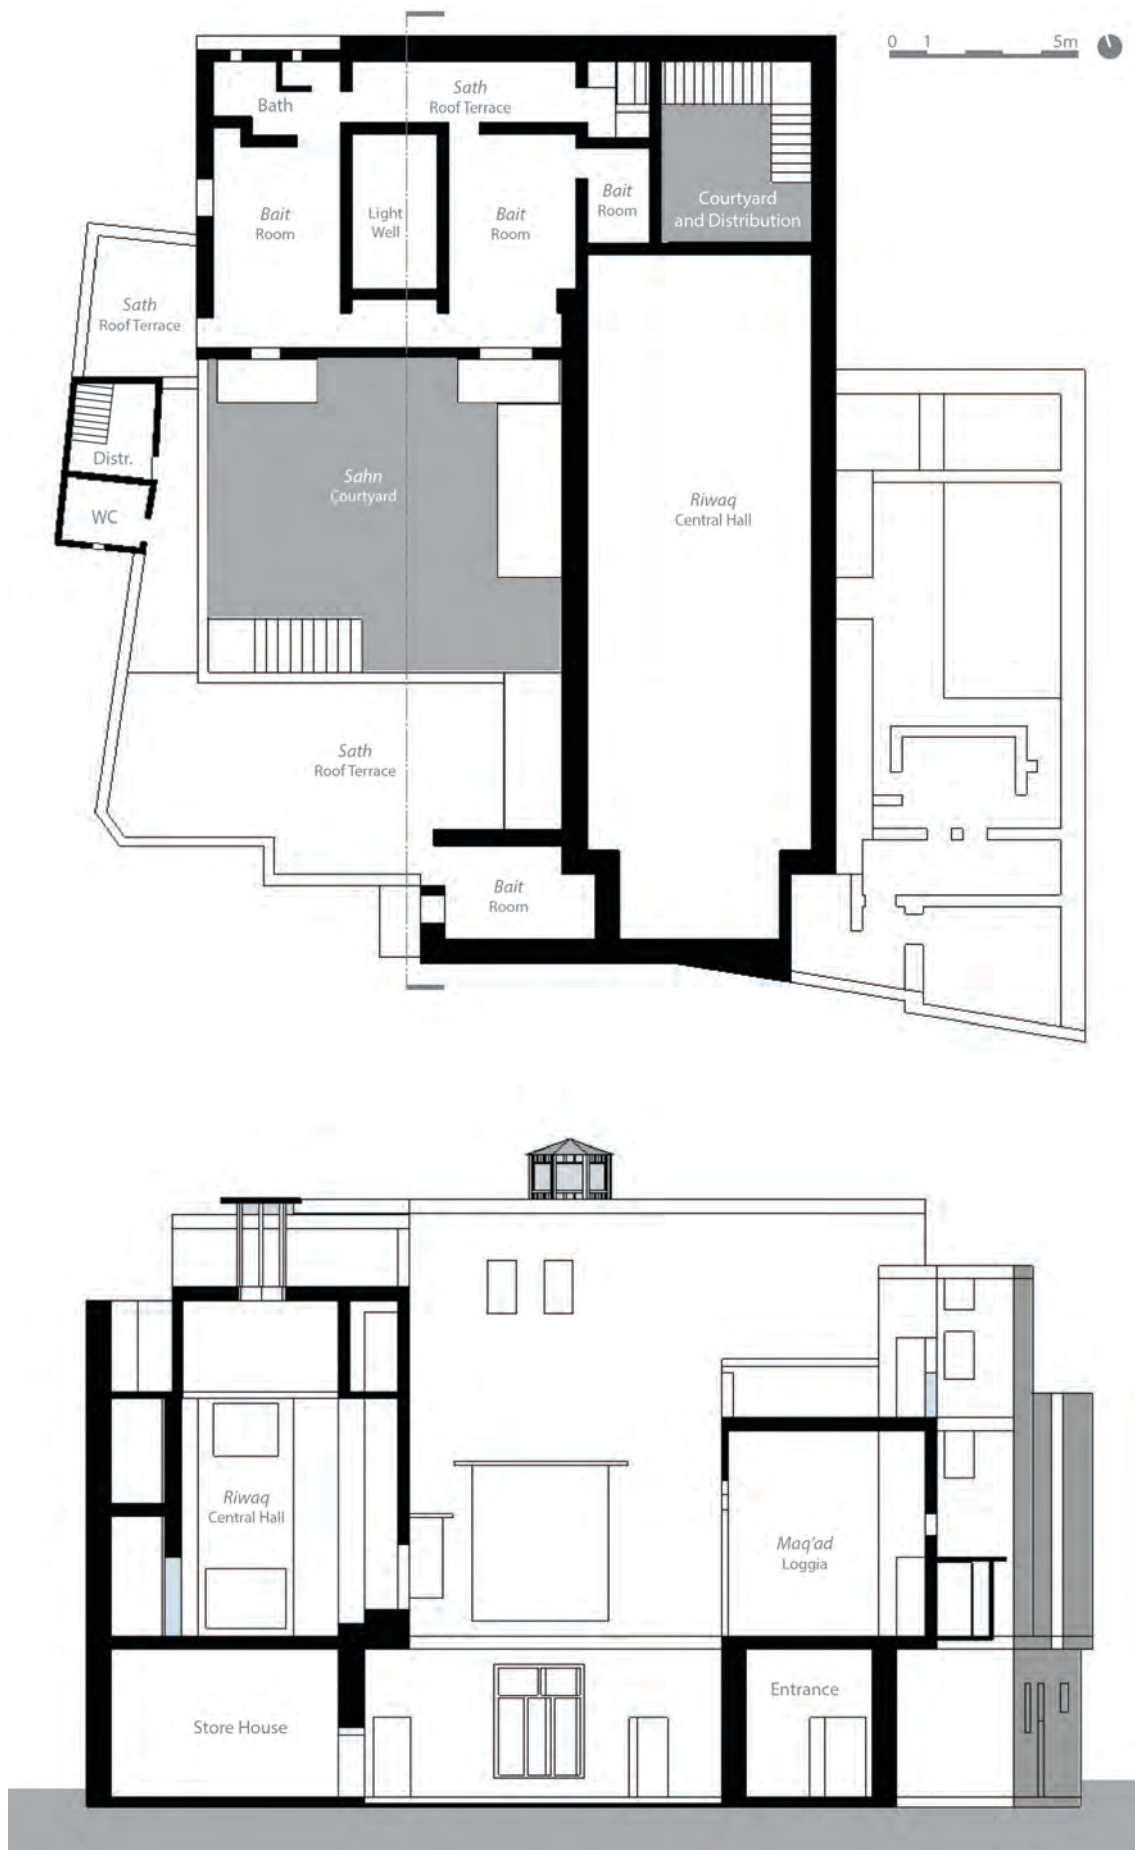 0 1 5m
Bath
Sath
Roof Terrace
Bait
Room
Light
Well
Bait
Room
Bait
Room
Courtyard
and Distribution
Sath
Roof Terrace
Distr.
WC
Sahn
Courtyard
Riwaq
Central Hall
Sath
Roof Terrace
Bait
Room
Riwaq
Central Hall
Maq'ad
Loggia
Store House
Entrance